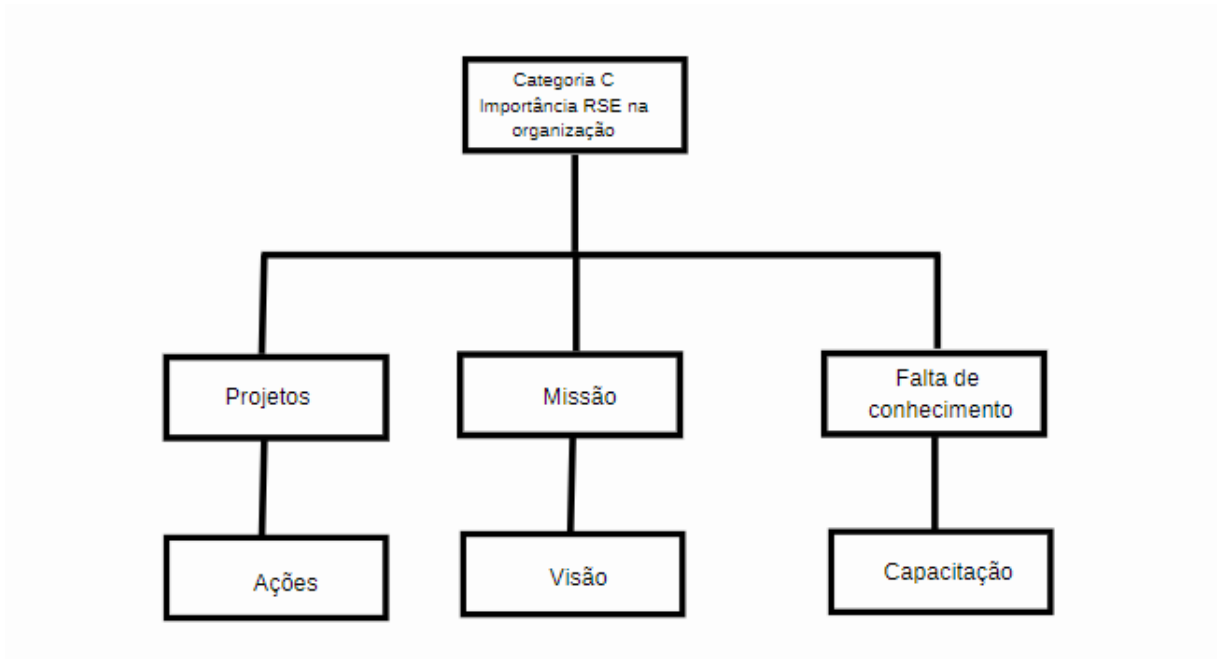 Categoria C
Importância RSE na
organização
Projetos
Missão
Falta de
conhecimento
Ações
Visão
Capacitação